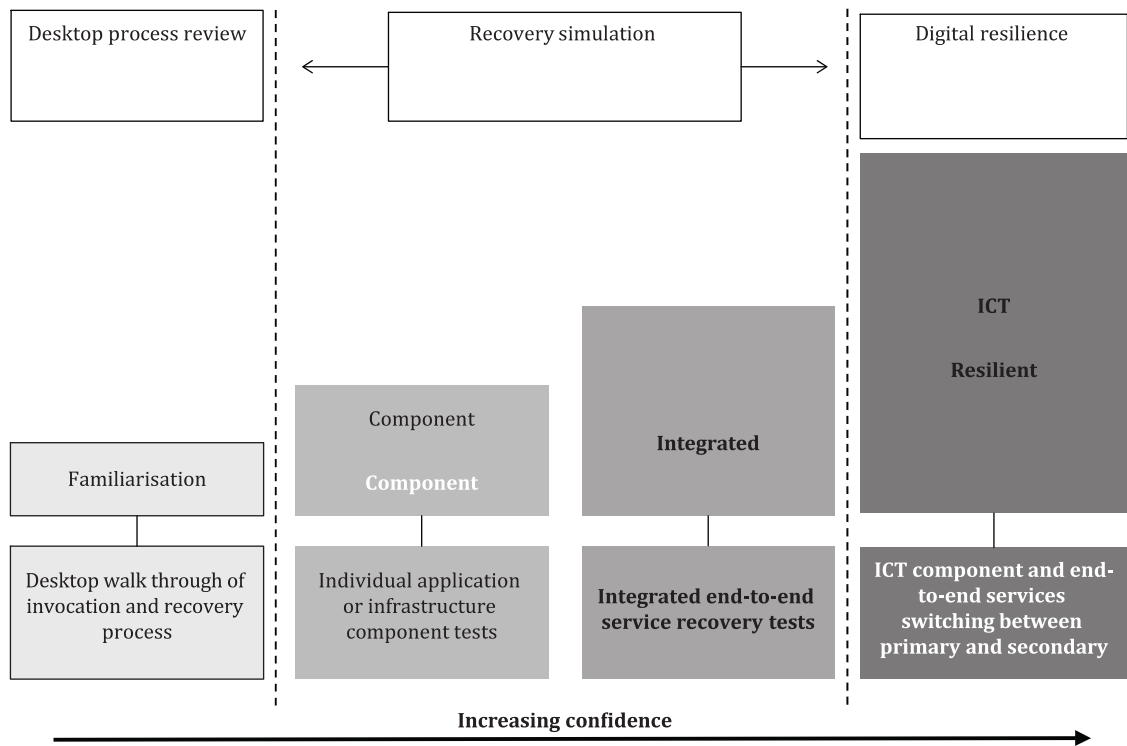 Desktop process review
Recovery simulation
Digital resilience
ICT
Resilient
Component
Component
Integrated
Familiarisation
Desktop walk through of
invocation and recovery
process
Individual application
or infrastructure
component tests
Integrated end-to-end
service recovery tests
ICT component and end-
to-end services
switching between
primary and secondary
Increasing confidence